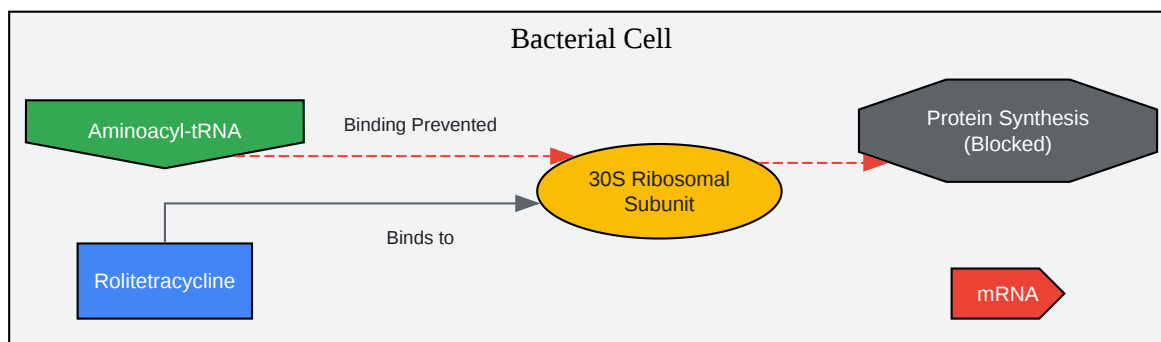 Bacterial Cell
Aminoacyl-tRNA
Binding Prevented
Protein Synthesis
(Blocked)
30S Ribosomal
Subunit
Binds to
Rolitetracycline
mRNA